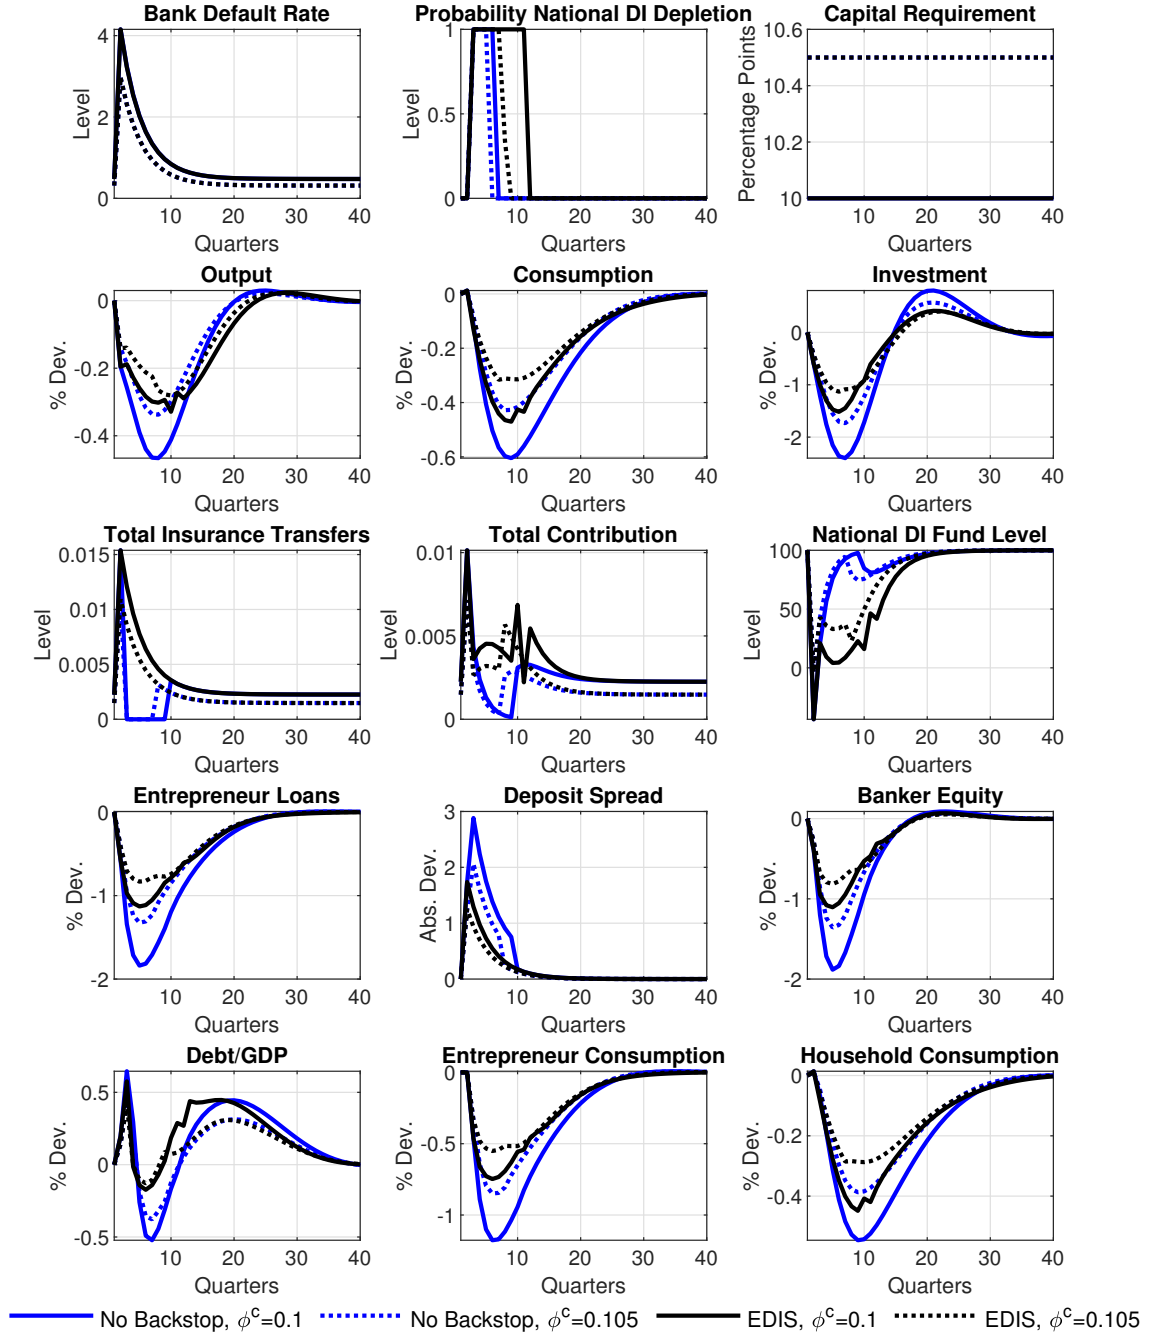 Bank Default Rate
Level
4
2
0
10 20 30 40
Quarters
Probability National DI Depletion
Level
1
0.5
0
10 20 30 40
Quarters
Capital Requirement
Percentage Points
10.6
10.4
10.2
10
10 20 30 40
Quarters
Output
% Dev.
0
-0.2
-0.4
10 20 30 40
Quarters
Consumption
% Dev.
0
-0.2
-0.4
-0.6
10 20 30 40
Quarters
Investment
% Dev.
0
-1
-2
10 20 30 40
Quarters
Total Insurance Transfers
Level
0.015
0.01
0.005
0
10 20 30 40
Quarters
Total Contribution
Level
0.01
0.005
0
10 20 30 40
Quarters
National DI Fund Level
Level
100
50
0
10 20 30 40
Quarters
Entrepreneur Loans
% Dev.
0
-1
-2
10 20 30 40
Quarters
Deposit Spread
Abs Dev.
3
2
1
0
10 20 30 40
Quarters
Banker Equity
% Dev.
0
-1
-2
10 20 30 40
Quarters
Debt/GDP
% Dev.
0.5
0
-0.5
10 20 30 40
Quarters
Entrepreneur Consumption
% Dev.
0
-0.5
-1
10 20 30 40
Quarters
Household Consumption
% Dev.
0
-0.2
-0.4
10 20 30 40
Quarters
No Backstop, ϕᶜ=0.1 No Backstop, ϕᶜ=0.105 EDIS, ϕᶜ=0.1 EDIS, ϕᶜ=0.105